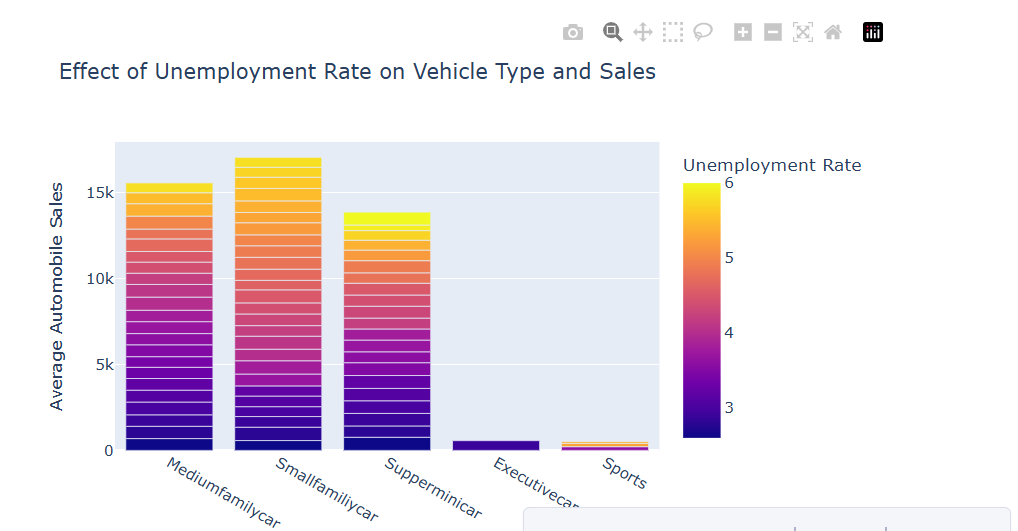 Effect of Unemployment Rate on Vehicle Type and Sales
Unemployment Rate
Average Automobile Sales
15k
10k
5k
0
6
5
4
3
Mediumfamilycar
Smallfamiliycar
Supperminicar
Executivecar
Sports